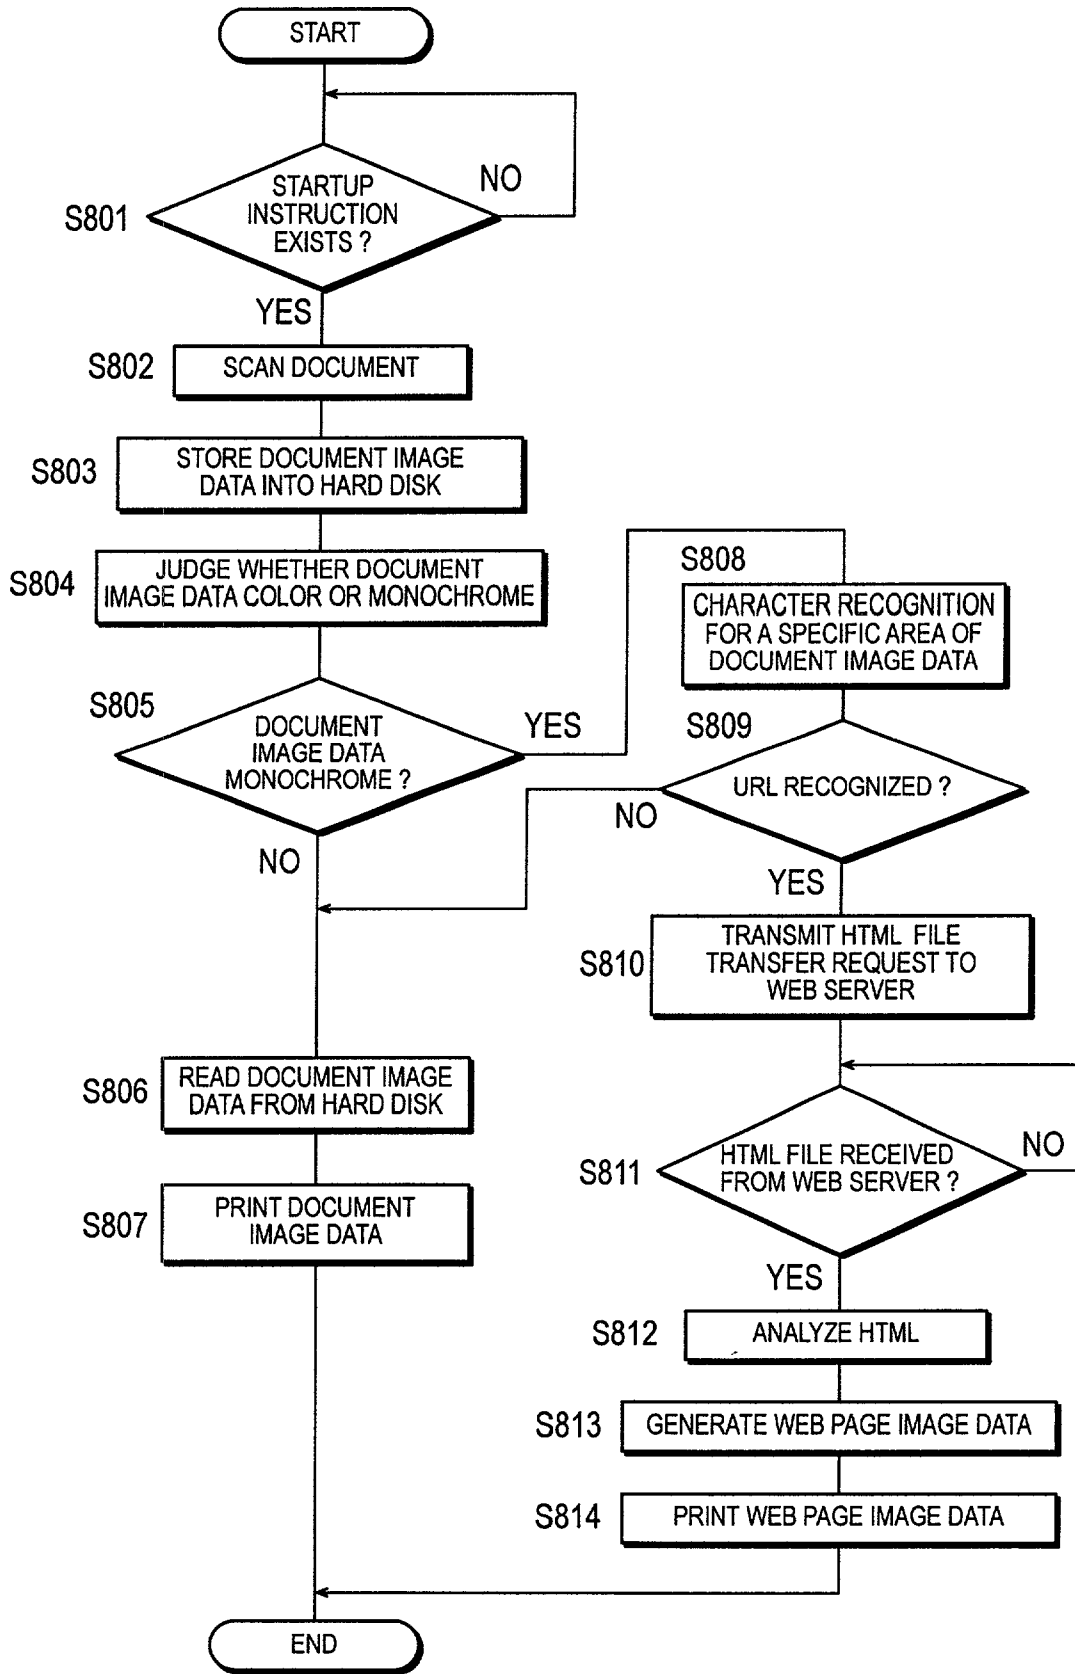 START
S801
STARTUP
INSTRUCTION
EXISTS ?
NO
YES
S802
SCAN DOCUMENT
S803
STORE DOCUMENT IMAGE
DATA INTO HARD DISK
S804
JUDGE WHETHER DOCUMENT
IMAGE DATA COLOR OR MONOCHROME
S805
DOCUMENT
IMAGE DATA
MONOCHROME ?
YES
NO
S806
READ DOCUMENT IMAGE
DATA FROM HARD DISK
S807
PRINT DOCUMENT
IMAGE DATA
S808
CHARACTER RECOGNITION
FOR A SPECIFIC AREA OF
DOCUMENT IMAGE DATA
S809
URL RECOGNIZED ?
NO
YES
S810
TRANSMIT HTML FILE
TRANSFER REQUEST TO
WEB SERVER
S811
HTML FILE RECEIVED
FROM WEB SERVER ?
NO
YES
S812
ANALYZE HTML
S813
GENERATE WEB PAGE IMAGE DATA
S814
PRINT WEB PAGE IMAGE DATA
END